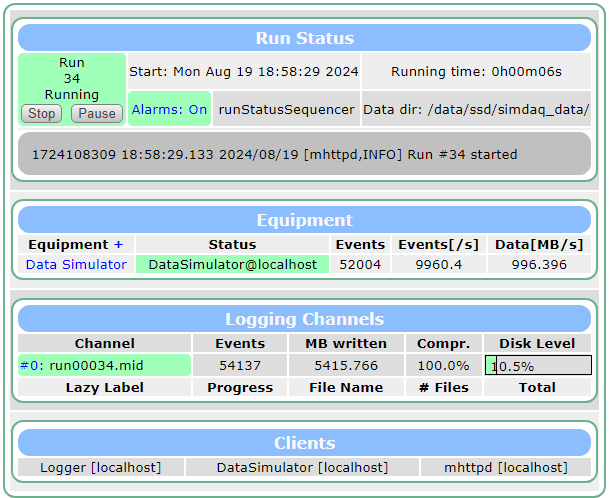 Run Status
Run
34
Running
Stop Pause
Start: Mon Aug 19 18:58:29 2024 Running time: 0h00m06s
Alarms: On runStatusSequencer Data dir: /data/ssd/simdaq_data/
1724108309 18:58:29.133 2024/08/19 [mhttpd,INFO] Run #34 started
Equipment
Equipment + Status Events Events[/s] Data[MB/s]
Data Simulator DataSimulator@localhost 52004 9960.4 996.396
Logging Channels
Channel Events MB written Compr. Disk Level
#0: run00034.mid 54137 5415.766 100.0% 10.5%
Lazy Label Progress File Name # Files Total
Clients
Logger [localhost] DataSimulator [localhost] mhttpd [localhost]